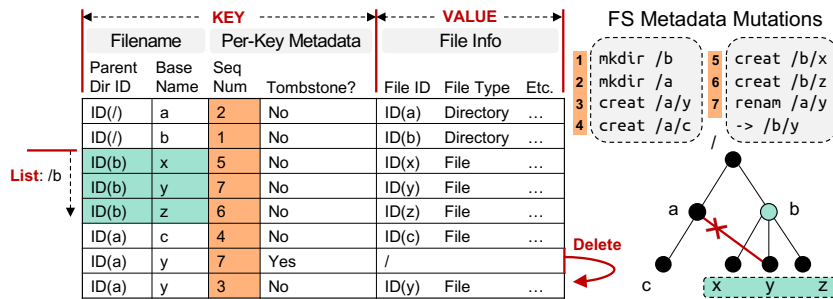 KEY VALUE
Filename Per-Key Metadata File Info
Parent Dir ID Base Name Seq Num Tombstone? File ID File Type Etc.
ID(/) a 2 No ID(a) Directory …
ID(/) b 1 No ID(b) Directory …
ID(b) x 5 No ID(x) File …
ID(b) y 7 No ID(y) File …
ID(b) z 6 No ID(z) File …
ID(a) c 4 No ID(c) File …
ID(a) y 7 Yes /
ID(a) y 3 No ID(y) File …
List: /b
Delete
FS Metadata Mutations
1 mkdir /b
2 mkdir /a
3 creat /a/y
4 creat /a/c
5 creat /b/x
6 creat /b/z
7 renam /a/y
-> /b/y
/
a b
c x y z